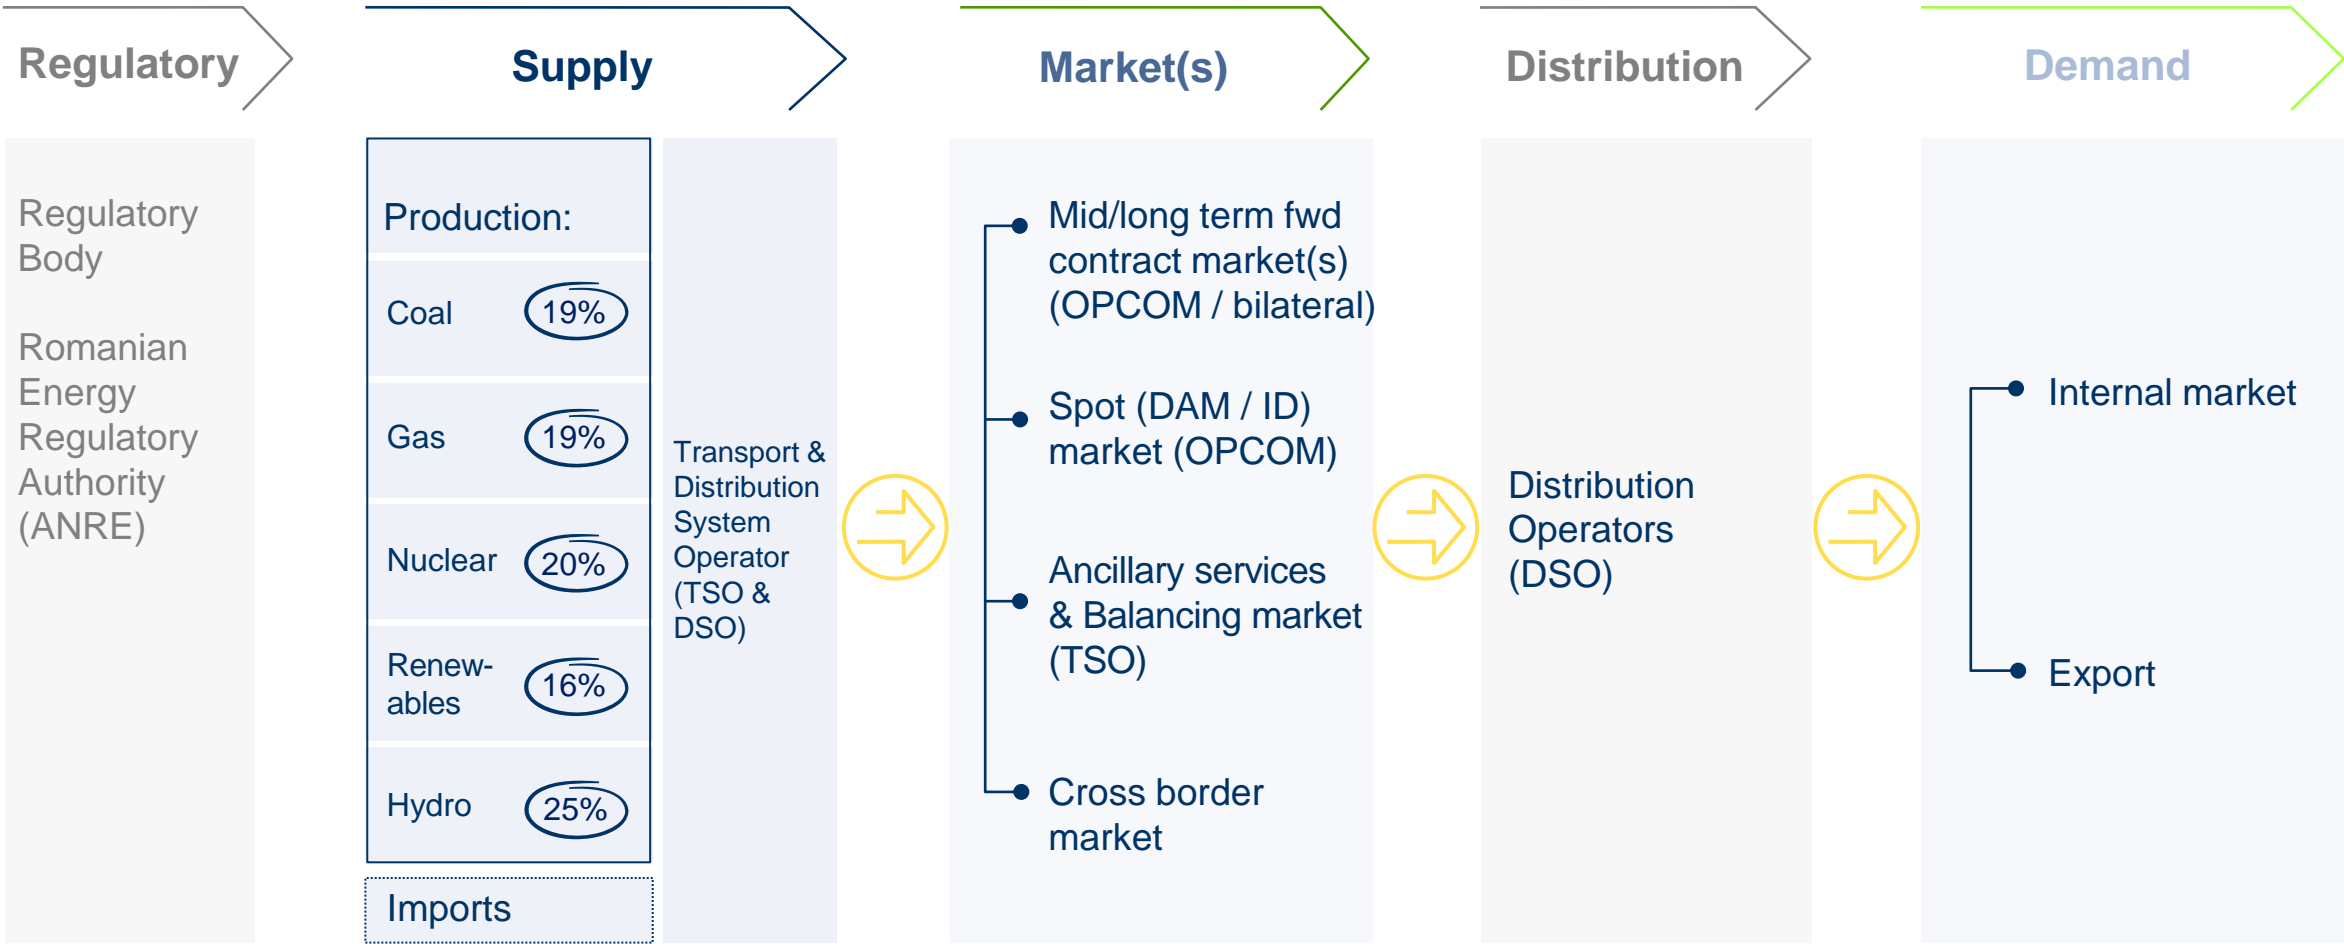 Regulatory
Supply
Market(s)
Distribution
Demand
Regulatory
Body
Romanian
Energy
Regulatory
Authority
(ANRE)
Production:
Coal 19%
Gas 19%
Nuclear 20%
Renew-
ables
16%
Hydro 25%
Imports
Transport &
Distribution
System
Operator
(TSO &
DSO)
Mid/long term fwd
contract market(s)
(OPCOM / bilateral)
Spot (DAM / ID)
market (OPCOM)
Ancillary services
& Balancing market
(TSO)
Cross border
market
Distribution
Operators
(DSO)
Internal market
Export